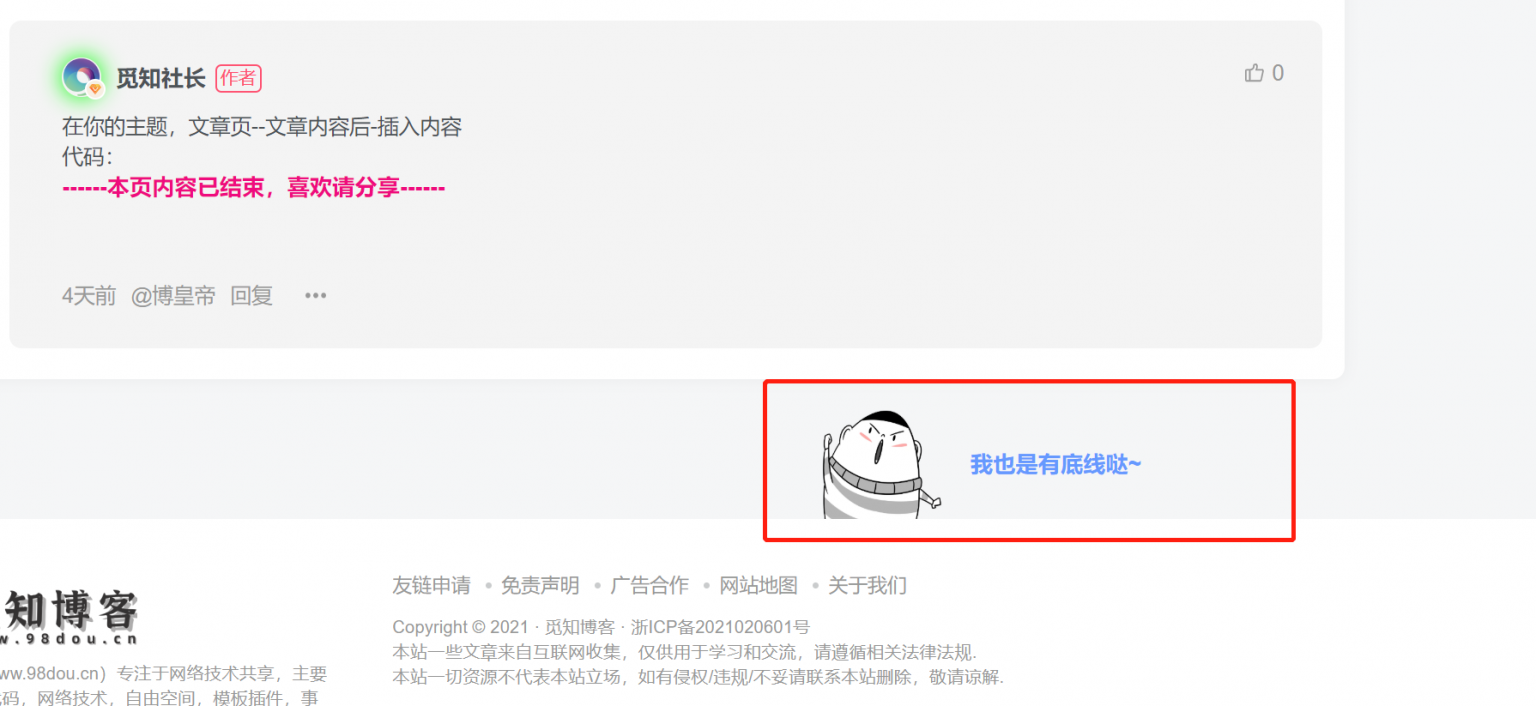 觅知社长 作者 0
在你的主题，文章页--文章内容后-插入内容
代码：
------本页内容已结束，喜欢请分享------
4天前 @博皇帝 回复 •••
我也是有底线哒~
知博客
w.98dou.cn
ww.98dou.cn）专注于网络技术共享，主要
码，网络技术，自由空间，模板插件，事
友链申请 • 免责声明 • 广告合作 • 网站地图 • 关于我们
Copyright © 2021 · 觅知博客 · 浙ICP备2021020601号
本站一些文章来自互联网收集，仅供用于学习和交流，请遵循相关法律法规.
本站一切资源不代表本站立场，如有侵权/违规/不妥请联系本站删除，敬请谅解.